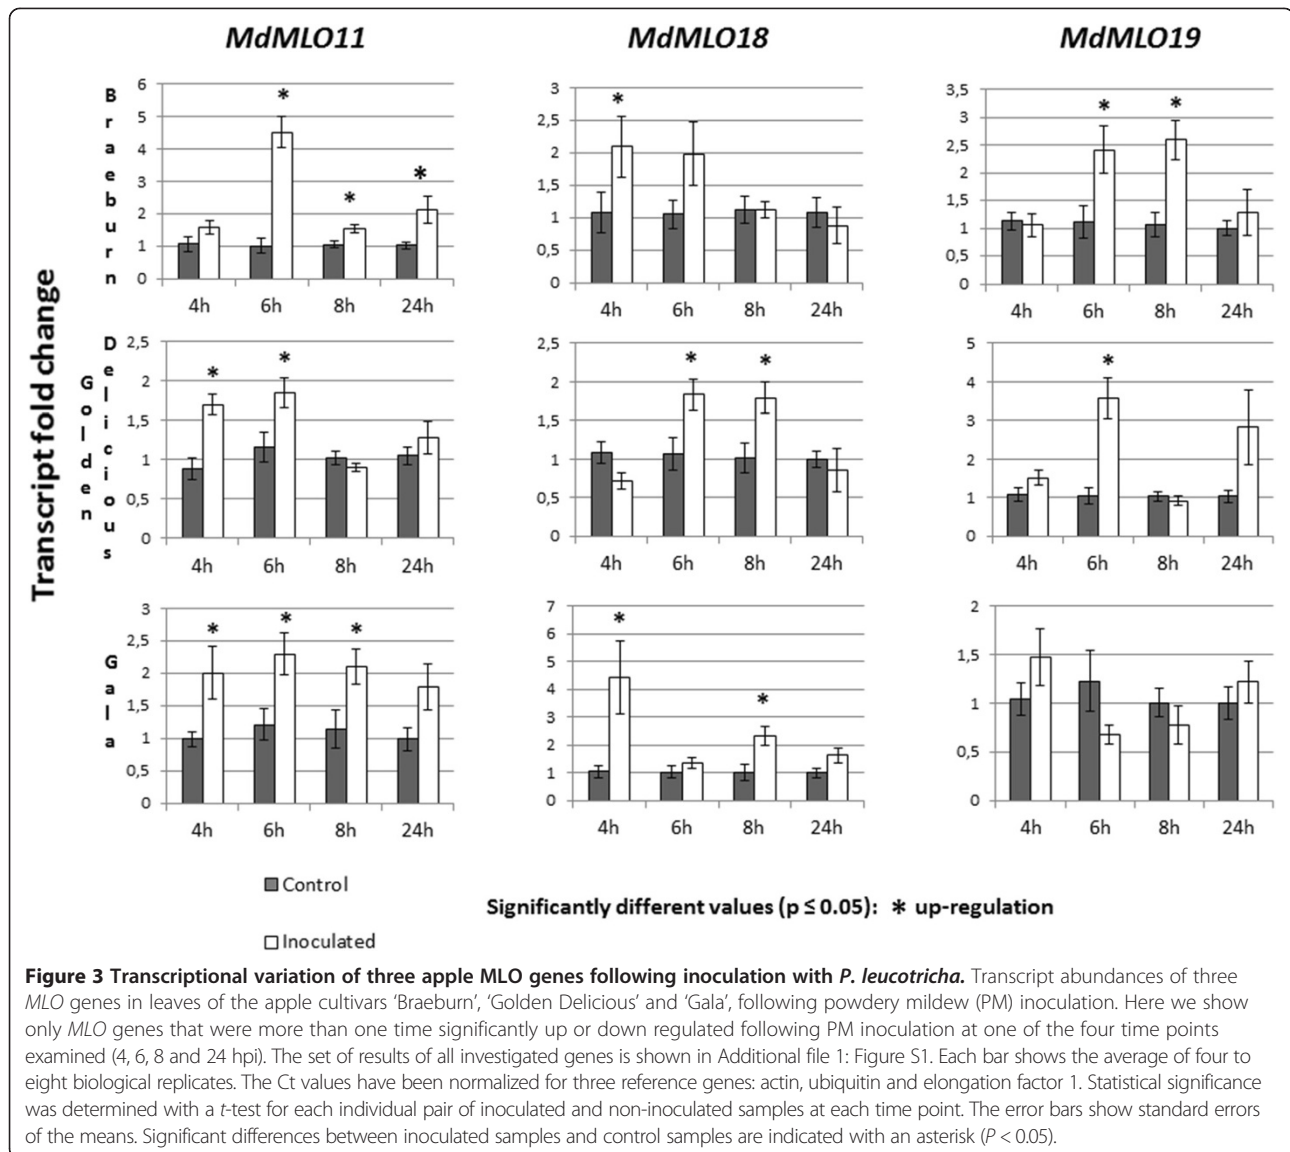 MdMLO11 MdMLO18 MdMLO19
Transcript fold change
Braeburn
6
5
4
3
2
1
0
* * *
4h 6h 8h 24h
3
2,5
2
1,5
1
0,5
0
*
4h 6h 8h 24h
3,5
3
2,5
2
1,5
1
0,5
0
* *
4h 6h 8h 24h
Golden Delicious
2,5
2
1,5
1
0,5
0
* *
4h 6h 8h 24h
2,5
2
1,5
1
0,5
0
* *
4h 6h 8h 24h
5
4
3
2
1
0
*
4h 6h 8h 24h
Gala
3
2,5
2
1,5
1
0,5
0
* * *
4h 6h 8h 24h
7
6
5
4
3
2
1
0
* *
4h 6h 8h 24h
2
1,5
1
0,5
0
4h 6h 8h 24h
Control
Significantly different values (p ≤ 0.05): * up-regulation
Inoculated
Figure 3 Transcriptional variation of three apple MLO genes following inoculation with P. leucotricha. Transcript abundances of three
MLO genes in leaves of the apple cultivars ‘Braeburn’, ‘Golden Delicious’ and ‘Gala’, following powdery mildew (PM) inoculation. Here we show
only MLO genes that were more than one time significantly up or down regulated following PM inoculation at one of the four time points
examined (4, 6, 8 and 24 hpi). The set of results of all investigated genes is shown in Additional file 1: Figure S1. Each bar shows the average of four to
eight biological replicates. The Ct values have been normalized for three reference genes: actin, ubiquitin and elongation factor 1. Statistical significance
was determined with a t-test for each individual pair of inoculated and non-inoculated samples at each time point. The error bars show standard errors
of the means. Significant differences between inoculated samples and control samples are indicated with an asterisk (P < 0.05).